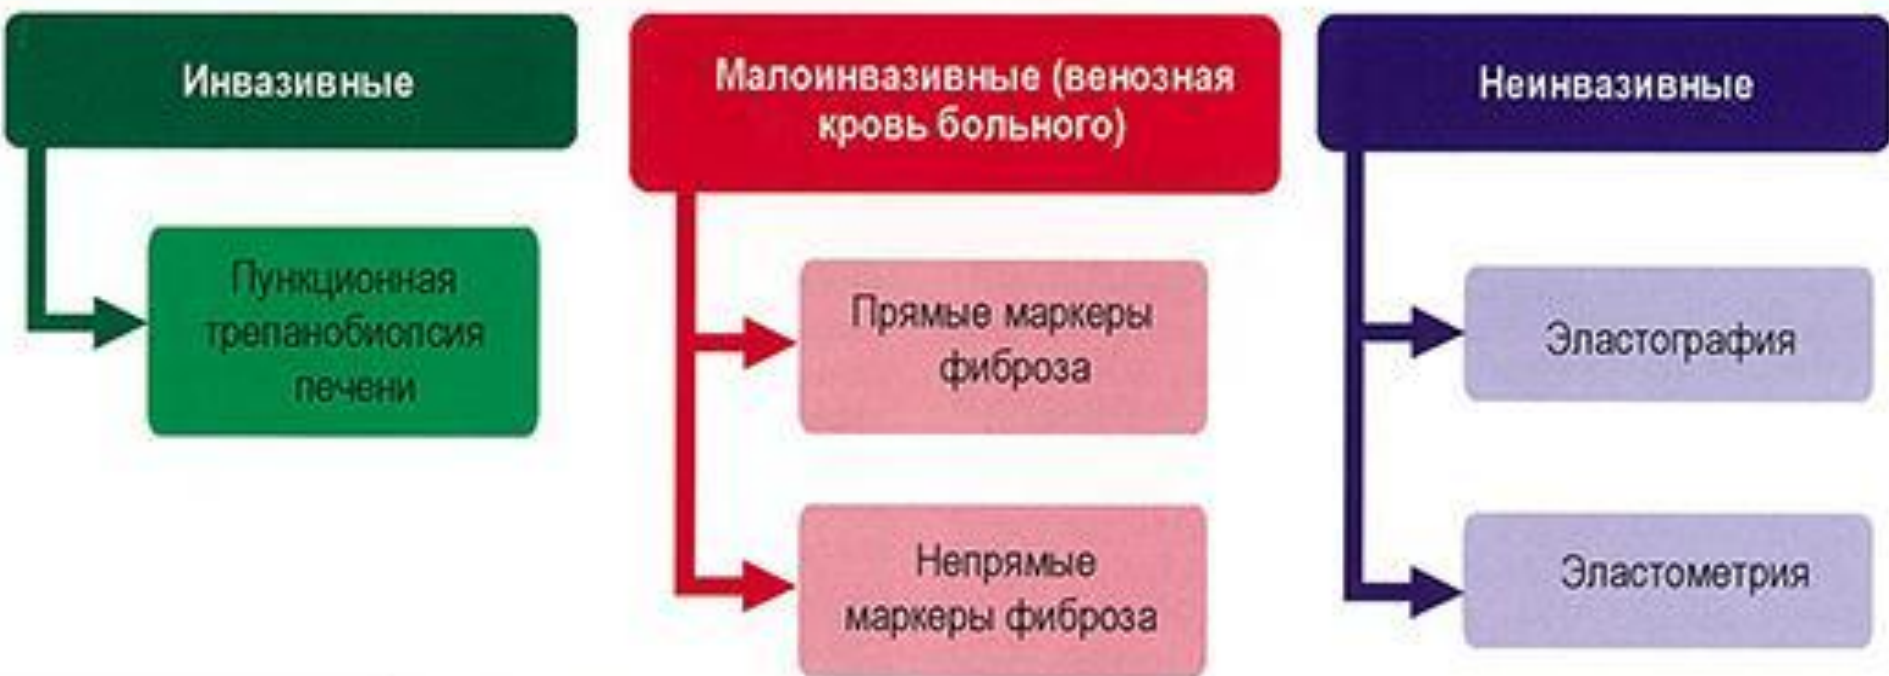 Инвазивные
Пункционная
трепанобиопсия
печени
Малоинвазивные (венозная
кровь больного)
Прямые маркеры
фиброза
Непрямые
маркеры фиброза
Неинвазивные
Эластография
Эластометрия